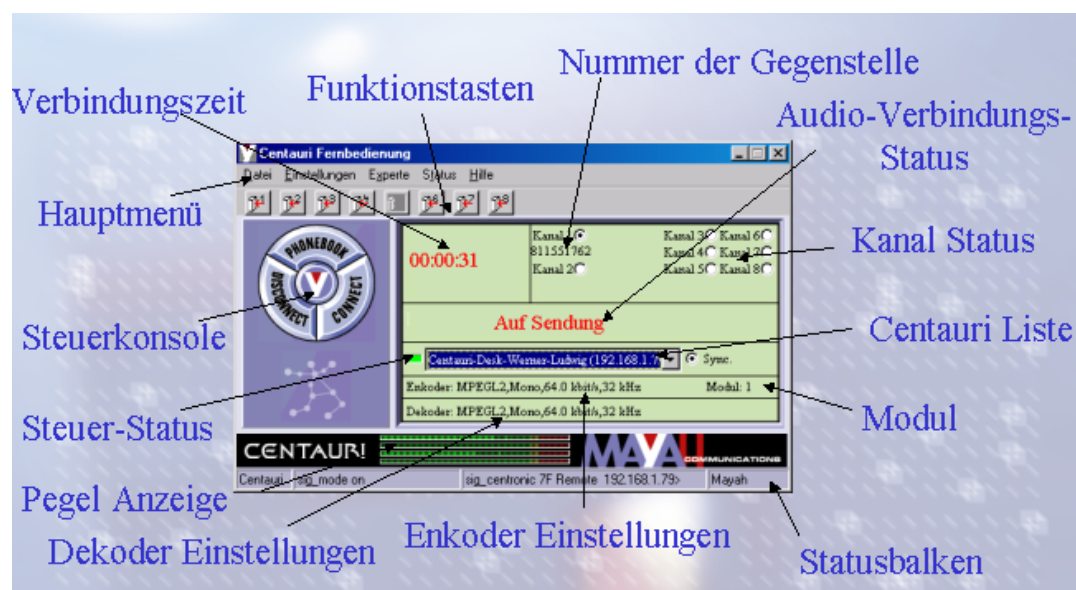 Nummer der Gegenstelle
Verbindungszeit
Funktionstasten
Audio-Verbindungs-
Status
Centauri Fernbedienung
Datei Einstellungen Experte Status Hilfe
Hauptmenü
PHONEBOOK
DISCONNECT
CONNECT
00:00:31
Kanal 3 Kanal 6
811551762
Kanal 4 Kanal 7
Kanal 2
Kanal 5 Kanal 8
Kanal Status
Steuerkonsole
Auf Sendung
Centauri Liste
Centauri-Desk-Werner-Ludwig (192.168.1.7
Sync.
Enkoder: MPEGL2,Mono,64.0 kbit/s,32 kHz
Modul: 1
Dekoder: MPEGL2,Mono,64.0 kbit/s,32 kHz
Steuer-Status
Modul
CENTAURI
MAYAH
COMMUNICATIONS
Centauri
sig_mode on
sig_centronic 7F Remote 192.168.1.79>
Mayah
Pegel Anzeige
Dekoder Einstellungen
Enkoder Einstellungen
Statusbalken